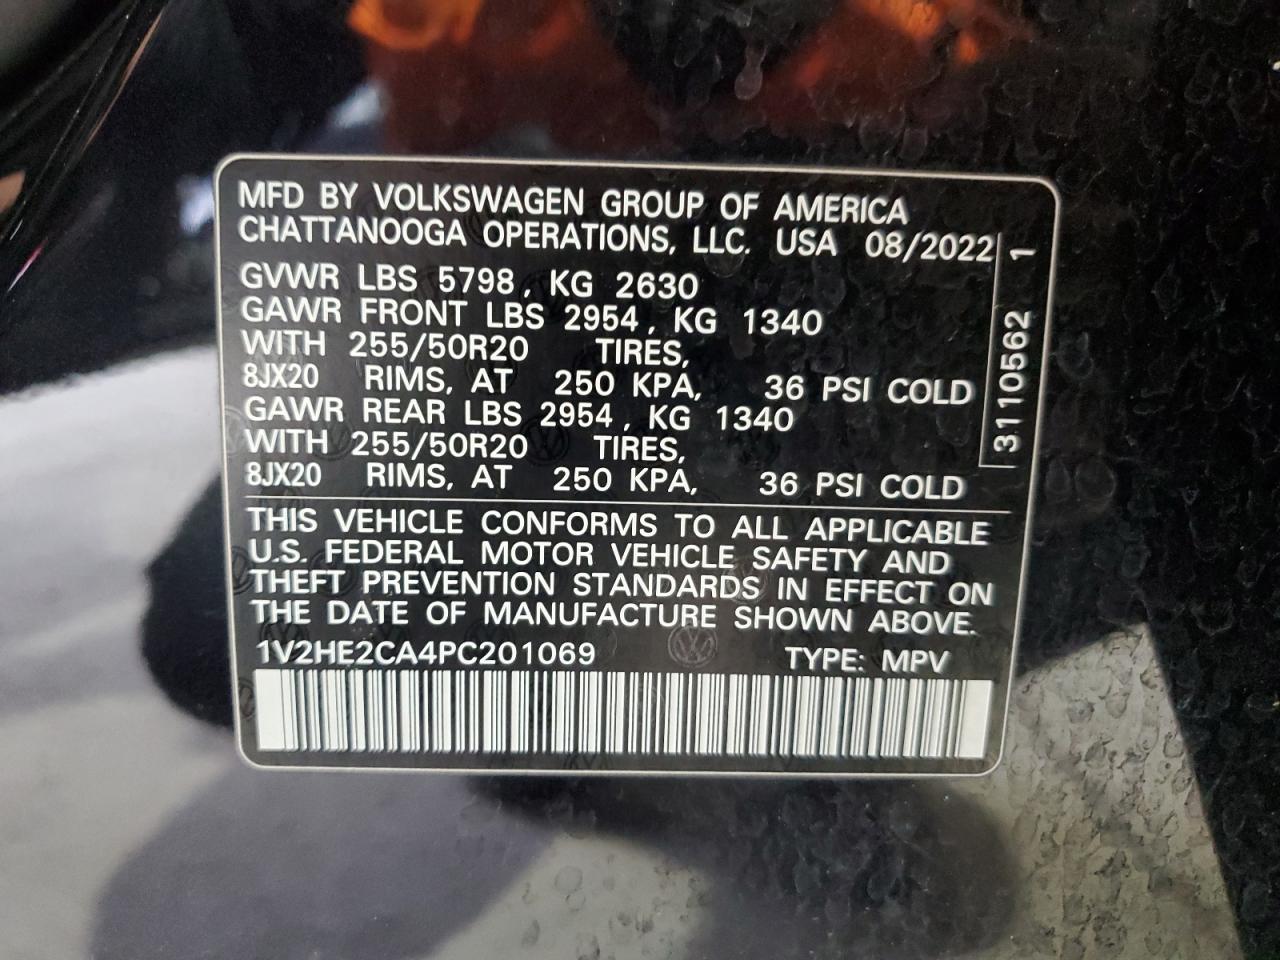 MFD BY VOLKSWAGEN GROUP OF AMERICA
CHATTANOOGA OPERATIONS, LLC. USA 08/2022
GVWR LBS 5798, KG 2630
GAWR FRONT LBS 2954, KG 1340
WITH 255/50R20 TIRES,
8JX20 RIMS, AT 250 KPA, 36 PSI COLD
GAWR REAR LBS 2954, KG 1340
WITH 255/50R20 TIRES,
8JX20 RIMS, AT 250 KPA, 36 PSI COLD
3110562 1
THIS VEHICLE CONFORMS TO ALL APPLICABLE
U.S. FEDERAL MOTOR VEHICLE SAFETY AND
THEFT PREVENTION STANDARDS IN EFFECT ON
THE DATE OF MANUFACTURE SHOWN ABOVE.
1V2HE2CA4PC201069 TYPE: MPV